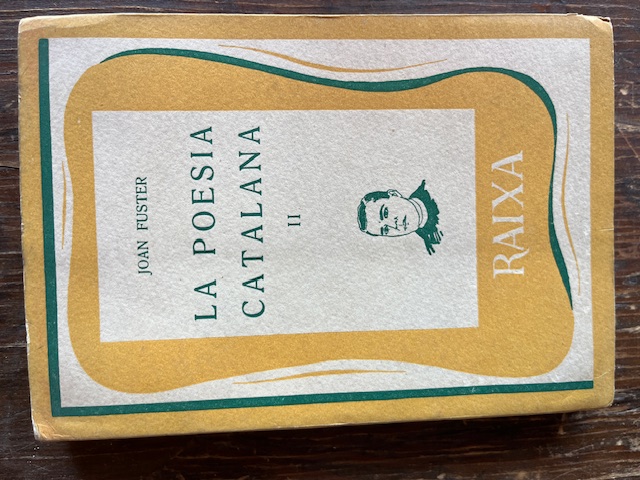 JOAN FUSTER
LA POESIA
CATALANA
II
RAIXA